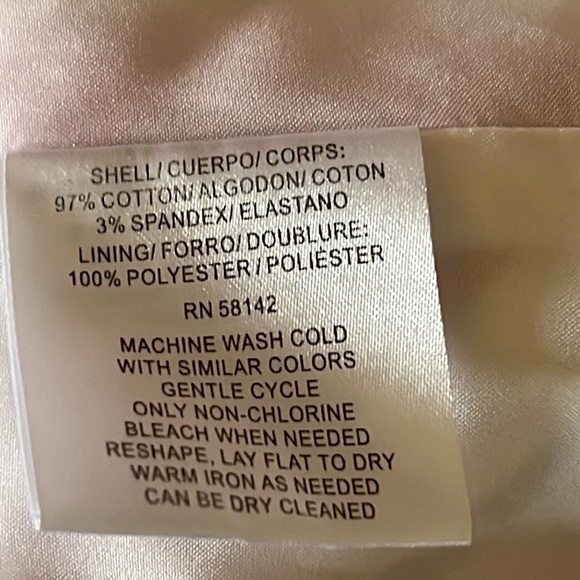 SHELL/ CUERPO/ CORPS:
97% COTTON/ ALGODON/ COTON
3% SPANDEX/ ELASTANO
LINING/ FORRO/ DOUBLURE:
100% POLYESTER / POLIESTER
RN 58142
MACHINE WASH COLD
WITH SIMILAR COLORS
GENTLE CYCLE
ONLY NON-CHLORINE
BLEACH WHEN NEEDED
RESHAPE, LAY FLAT TO DRY
WARM IRON AS NEEDED
CAN BE DRY CLEANED